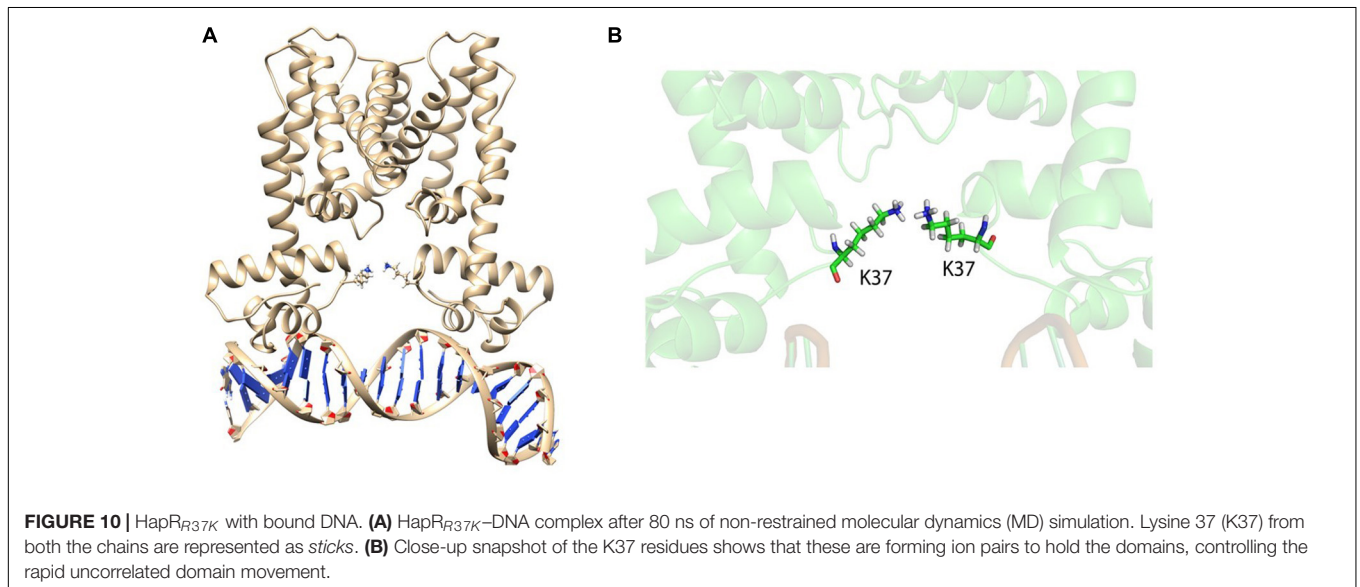 A
B
K37
K37
FIGURE 10 | HapRR37K with bound DNA. (A) HapRR37K–DNA complex after 80 ns of non-restrained molecular dynamics (MD) simulation. Lysine 37 (K37) from
both the chains are represented as sticks. (B) Close-up snapshot of the K37 residues shows that these are forming ion pairs to hold the domains, controlling the
rapid uncorrelated domain movement.